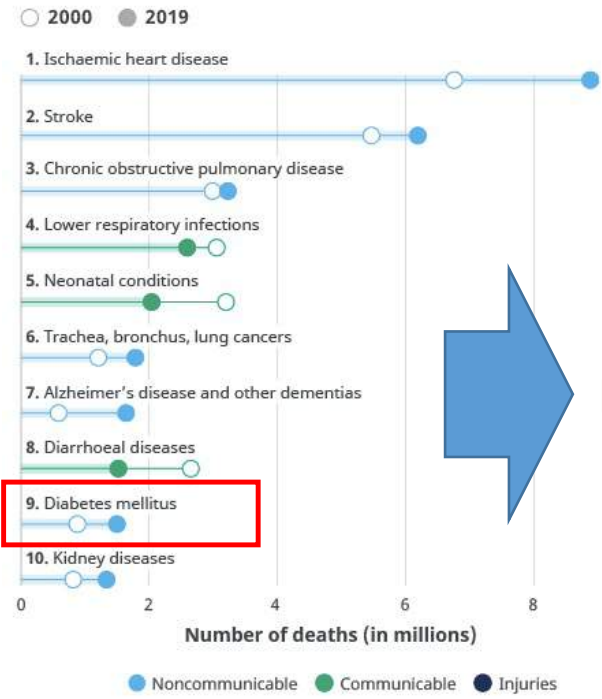 2000 2019
1. Ischaemic heart disease
2. Stroke
3. Chronic obstructive pulmonary disease
4. Lower respiratory infections
5. Neonatal conditions
6. Trachea, bronchus, lung cancers
7. Alzheimer's disease and other dementias
8. Diarrhoeal diseases
9. Diabetes mellitus
10. Kidney diseases
0 2 4 6 8
Number of deaths (in millions)
Noncommunicable Communicable Injuries